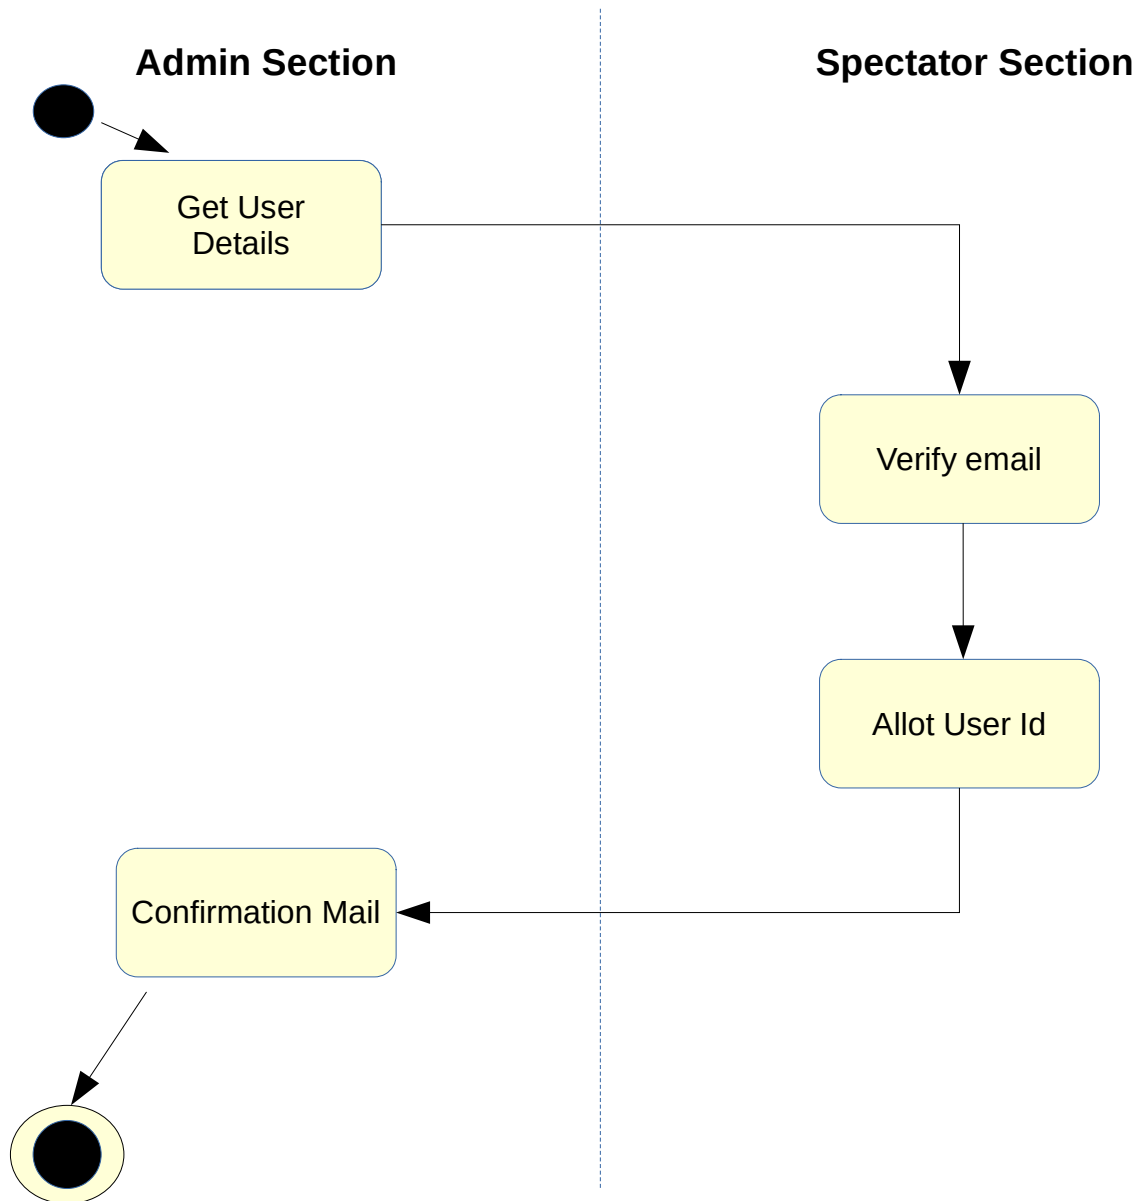 Admin Section
Spectator Section
Get User
Details
Verify email
Allot User Id
Confirmation Mail